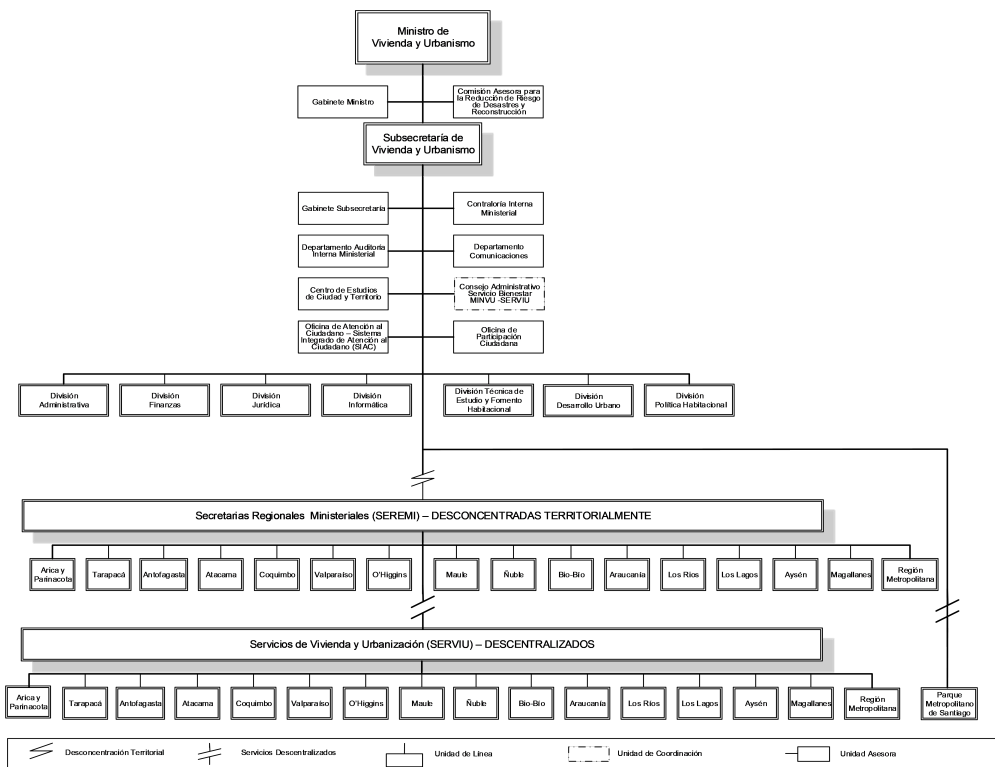 Ministro de
Vivienda y Urbanismo
Gabinete Ministro
Comisión Asesora para
la Reducción de Riesgo
de Desastres y
Reconstrucción
Subsecretaría de
Vivienda y Urbanismo
Gabinete Subsecretaría
Contraloría Interna
Ministerial
Departamento Auditoría
Interna Ministerial
Departamento
Comunicaciones
Centro de Estudios
de Ciudad y Territorio
Consejo Administrativo
Servicio Bienestar
MINVU -SERVIU
Oficina de Atención al
Ciudadano – Sistema
Integrado de Atención al
Ciudadano (SIAC)
Oficina de
Participación
Ciudadana
División
Administrativa
División
Finanzas
División
Jurídica
División
Informática
División Técnica de
Estudio y Fomento
Habitacional
División
Desarrollo Urbano
División
Política Habitacional
Secretarias Regionales Ministeriales (SEREMI) – DESCONCENTRADAS TERRITORIALMENTE
Arica y
Parinacota
Tarapacá
Antofagasta
Atacama
Coquimbo
Valparaíso
O'Higgins
Maule
Ñuble
Bio-Bío
Araucanía
Los Ríos
Los Lagos
Aysén
Magallanes
Región
Metropolitana
Servicios de Vivienda y Urbanización (SERVIU) – DESCENTRALIZADOS
Arica y
Parinacota
Tarapacá
Antofagasta
Atacama
Coquimbo
Valparaíso
O'Higgins
Maule
Ñuble
Bio-Bío
Araucanía
Los Ríos
Los Lagos
Aysén
Magallanes
Región
Metropolitana
Parque
Metropolitano
de Santiago
Desconcentración Territorial
Servicios Descentralizados
Unidad de Línea
Unidad de Coordinación
Unidad Asesora